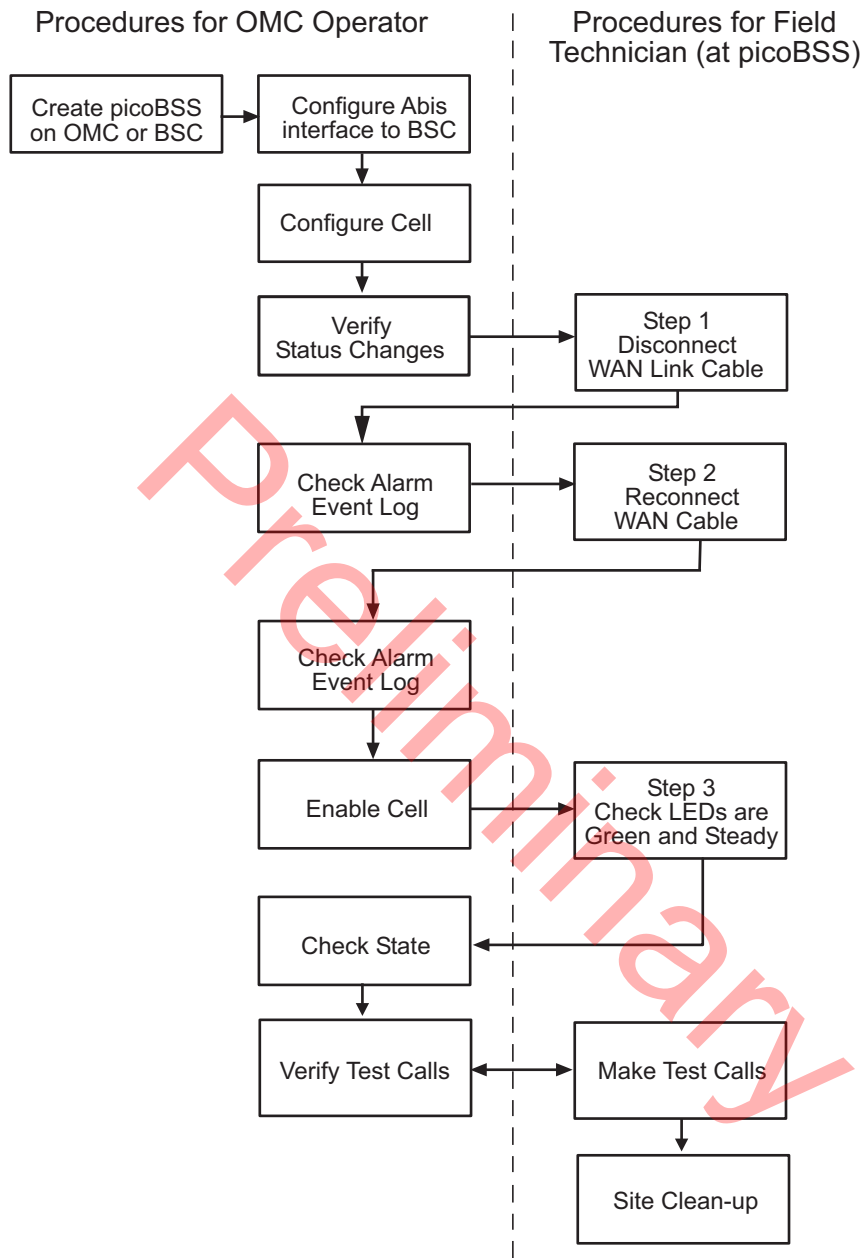 Procedures for OMC Operator
Procedures for Field
Technician (at picoBSS)
Create picoBSS
on OMC or BSC
Configure Abis
interface to BSC
Configure Cell
Verify
Status Changes
Step 1
Disconnect
WAN Link Cable
Check Alarm
Event Log
Step 2
Reconnect
WAN Cable
Check Alarm
Event Log
Enable Cell
Step 3
Check LEDs are
Green and Steady
Check State
Verify Test Calls
Make Test Calls
Site Clean-up
Preliminary